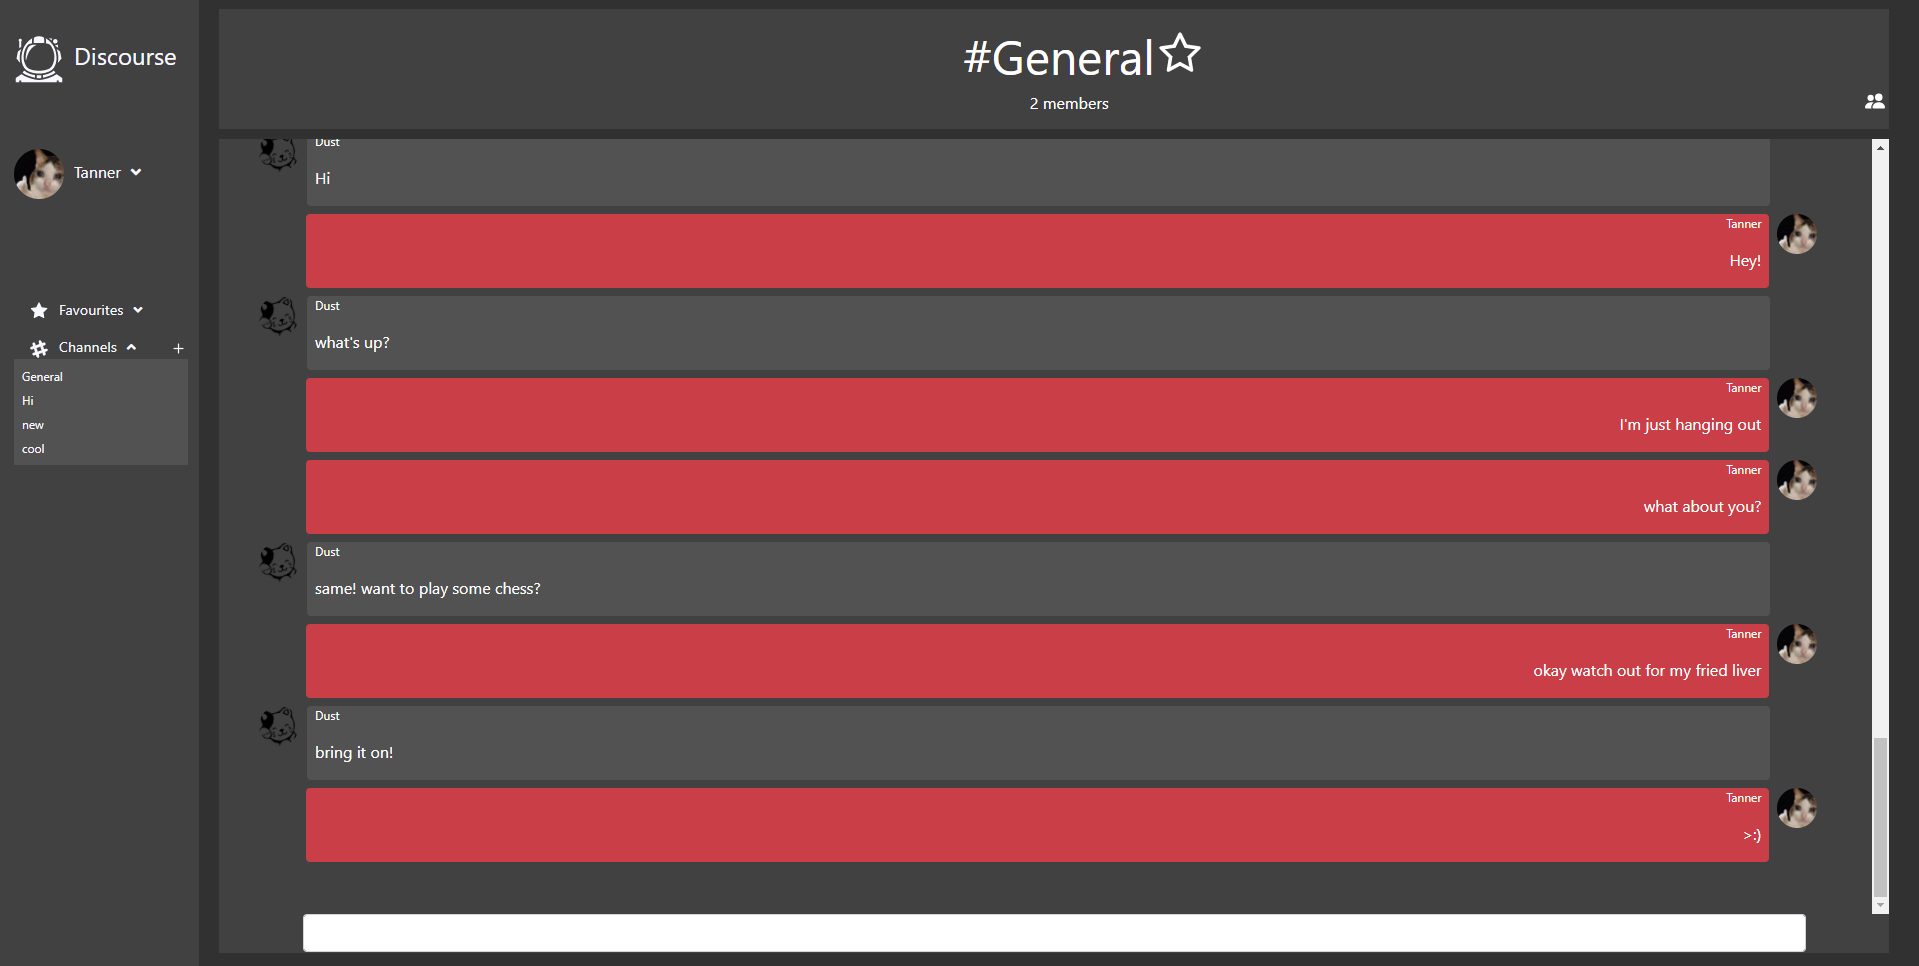 Discourse
Tanner
Favourites
Channels +
General
Hi
new
cool
#General
2 members
Dust
Hi
Tanner
Hey!
Dust
what's up?
Tanner
I'm just hanging out
Tanner
what about you?
Dust
same! want to play some chess?
Tanner
okay watch out for my fried liver
Dust
bring it on!
Tanner
>:)